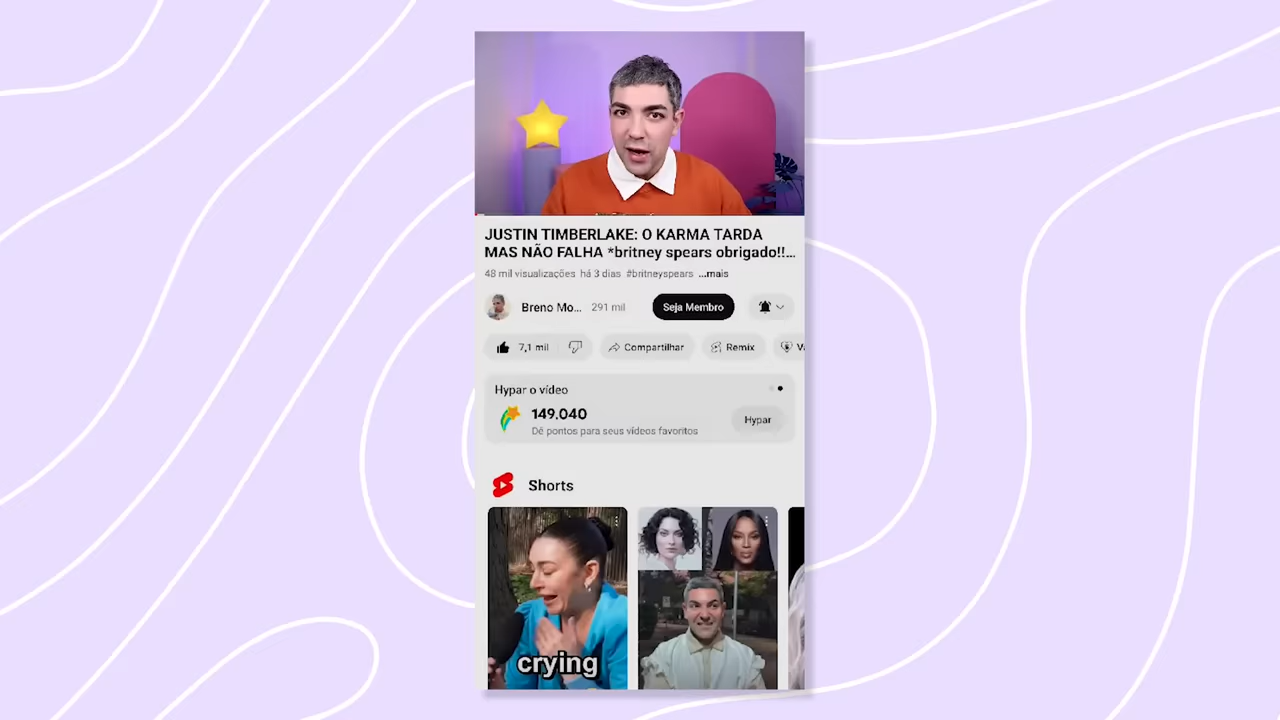 JUSTIN TIMBERLAKE: O KARMA TARDA
MAS NÃO FALHA *britney spears obrigado!!...
48 mil visualizações há 3 dias #britneyspears ...mais
Breno Mo... 291 mil Seja Membro
7,1 mil Compartilhar Remix
Hypar o vídeo
149.040
Dê pontos para seus vídeos favoritos
Hypar
Shorts
crying